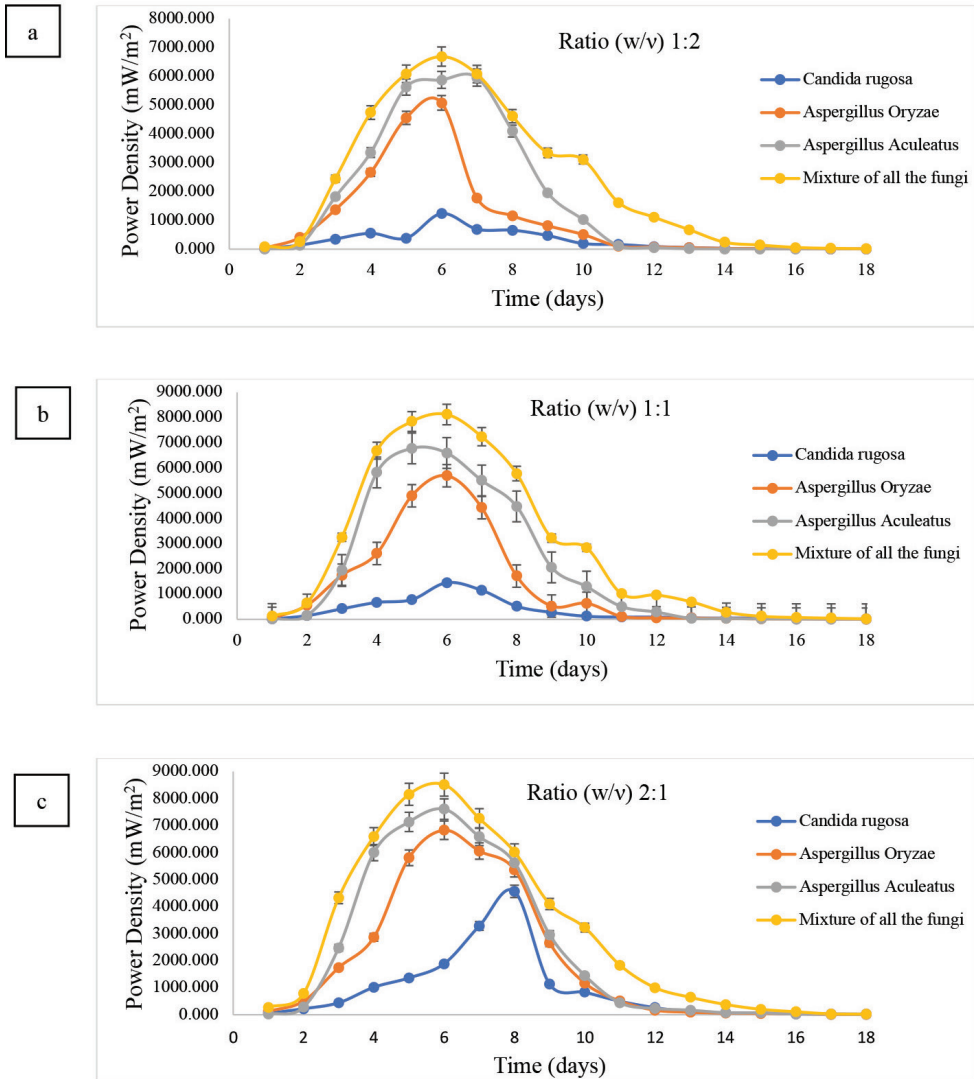 a
Ratio (w/v) 1:2
Power Density (mW/m²)
8000.000
7000.000
6000.000
5000.000
4000.000
3000.000
2000.000
1000.000
0.000
0 2 4 6 8 10 12 14 16 18
Time (days)
Candida rugosa
Aspergillus Oryzae
Aspergillus Aculeatus
Mixture of all the fungi
b
Ratio (w/v) 1:1
Power Density (mW/m²)
9000.000
8000.000
7000.000
6000.000
5000.000
4000.000
3000.000
2000.000
1000.000
0.000
0 2 4 6 8 10 12 14 16 18
Time (days)
Candida rugosa
Aspergillus Oryzae
Aspergillus Aculeatus
Mixture of all the fungi
c
Ratio (w/v) 2:1
Power Density (mW/m²)
9000.000
8000.000
7000.000
6000.000
5000.000
4000.000
3000.000
2000.000
1000.000
0.000
0 2 4 6 8 10 12 14 16 18
Time (days)
Candida rugosa
Aspergillus Oryzae
Aspergillus Aculeatus
Mixture of all the fungi